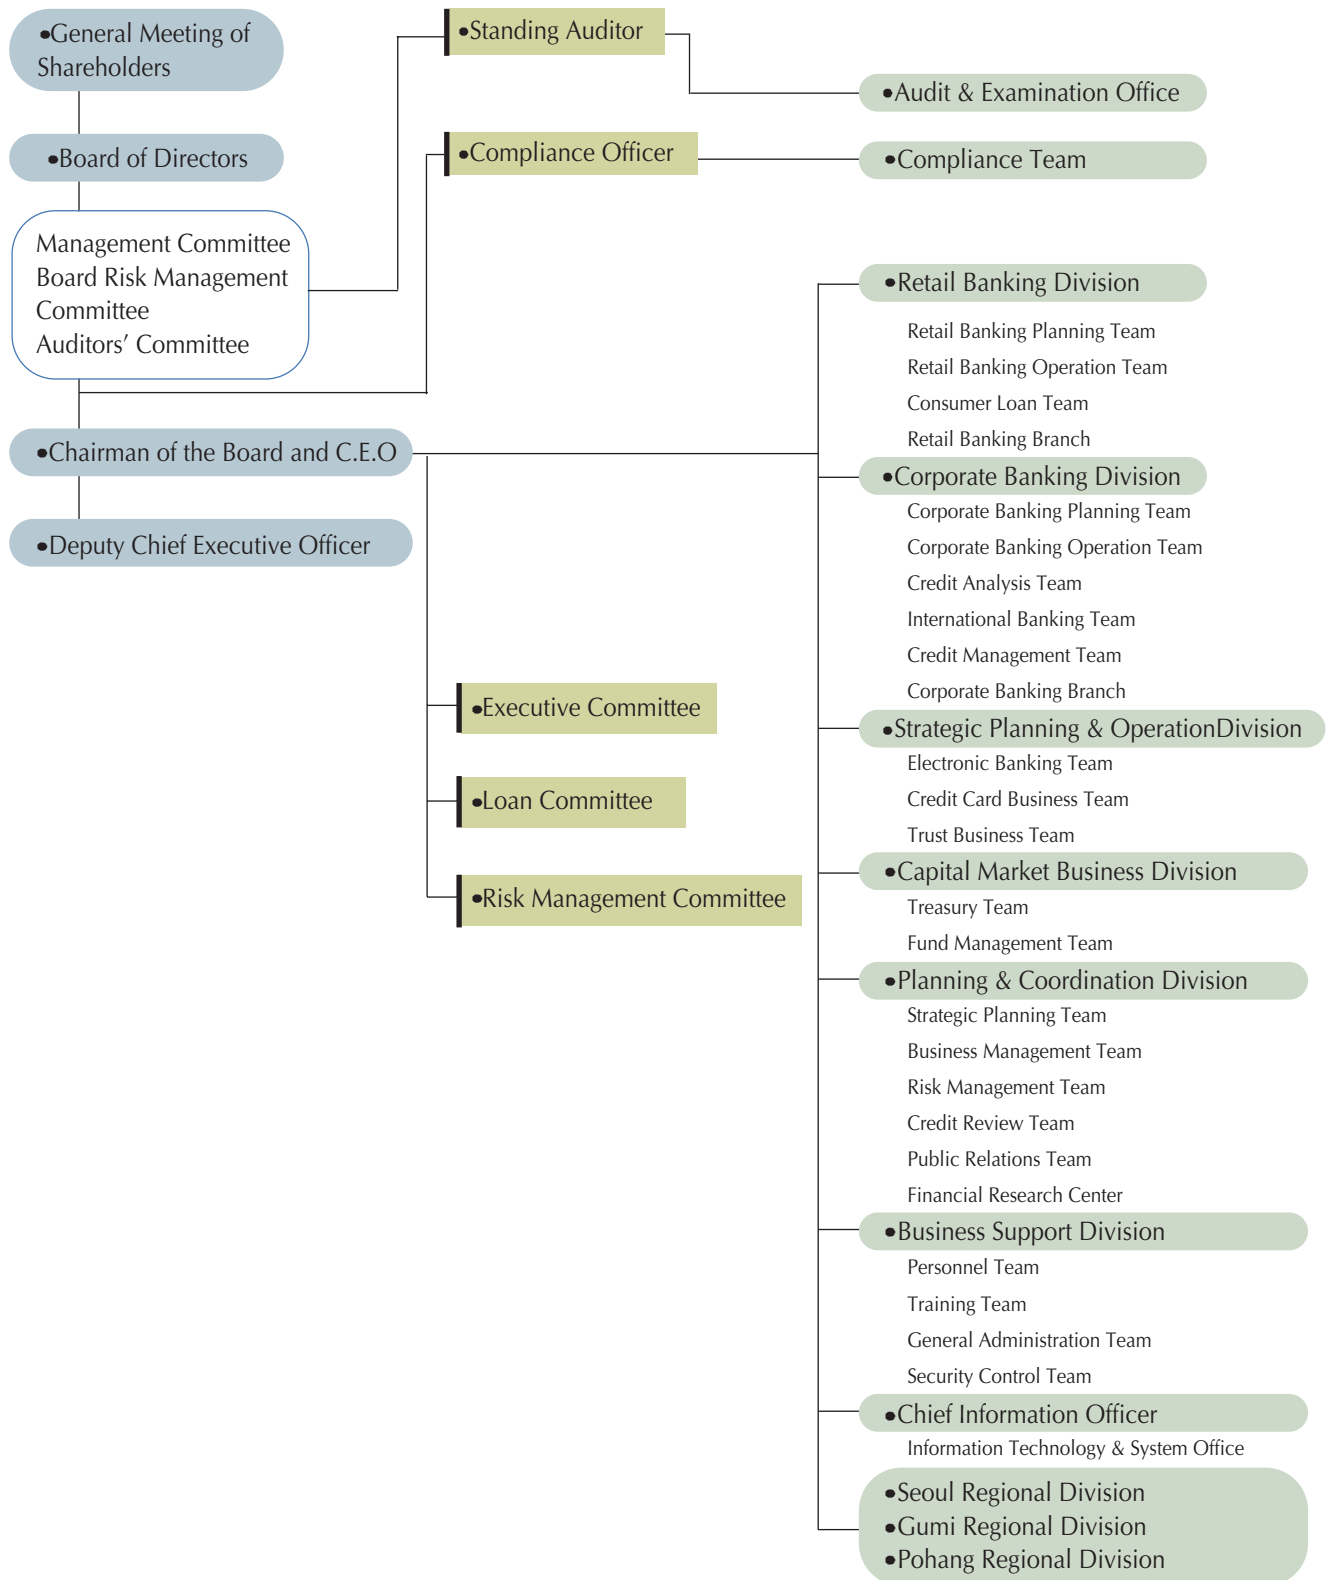 •General Meeting of
Shareholders
•Board of Directors
Management Committee
Board Risk Management
Committee
Auditors’ Committee
•Chairman of the Board and C.E.O
•Deputy Chief Executive Officer
•Standing Auditor
•Compliance Officer
•Executive Committee
•Loan Committee
•Risk Management Committee
•Audit & Examination Office
•Compliance Team
•Retail Banking Division
Retail Banking Planning Team
Retail Banking Operation Team
Consumer Loan Team
Retail Banking Branch
•Corporate Banking Division
Corporate Banking Planning Team
Corporate Banking Operation Team
Credit Analysis Team
International Banking Team
Credit Management Team
Corporate Banking Branch
•Strategic Planning & OperationDivision
Electronic Banking Team
Credit Card Business Team
Trust Business Team
•Capital Market Business Division
Treasury Team
Fund Management Team
•Planning & Coordination Division
Strategic Planning Team
Business Management Team
Risk Management Team
Credit Review Team
Public Relations Team
Financial Research Center
•Business Support Division
Personnel Team
Training Team
General Administration Team
Security Control Team
•Chief Information Officer
Information Technology & System Office
•Seoul Regional Division
•Gumi Regional Division
•Pohang Regional Division